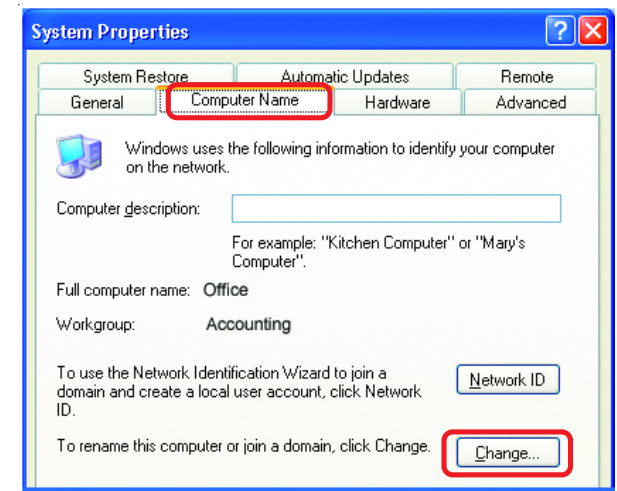 System Properties
?
X
System Restore
Automatic Updates
Remote
General
Computer Name
Hardware
Advanced
Windows uses the following information to identify your computer
on the network.
Computer description:
For example: "Kitchen Computer" or "Mary's
Computer".
Full computer name: Office
Workgroup: Accounting
To use the Network Identification Wizard to join a
domain and create a local user account, click Network
ID.
Network ID
To rename this computer or join a domain, click Change.
Change...